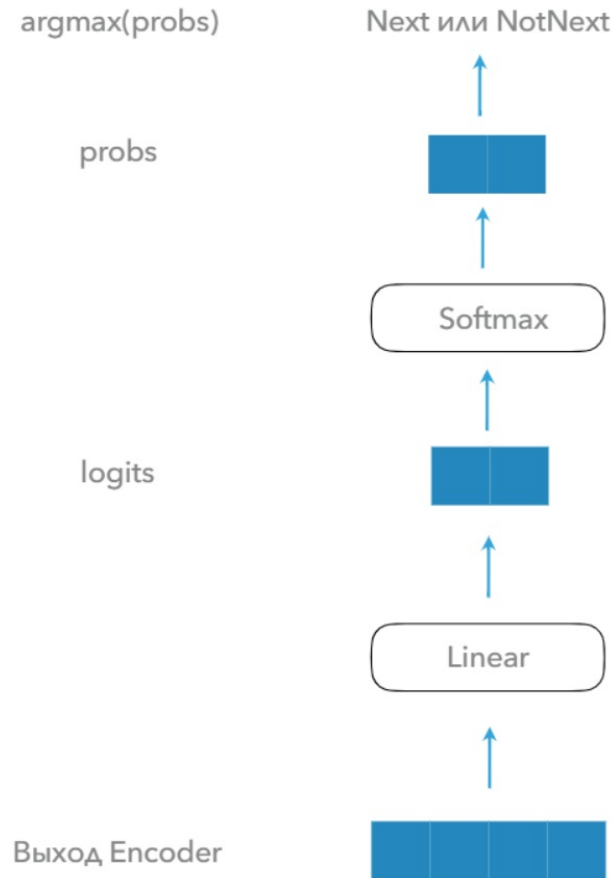 argmax(probs) Next или NotNext
probs
Softmax
logits
Linear
Выход Encoder